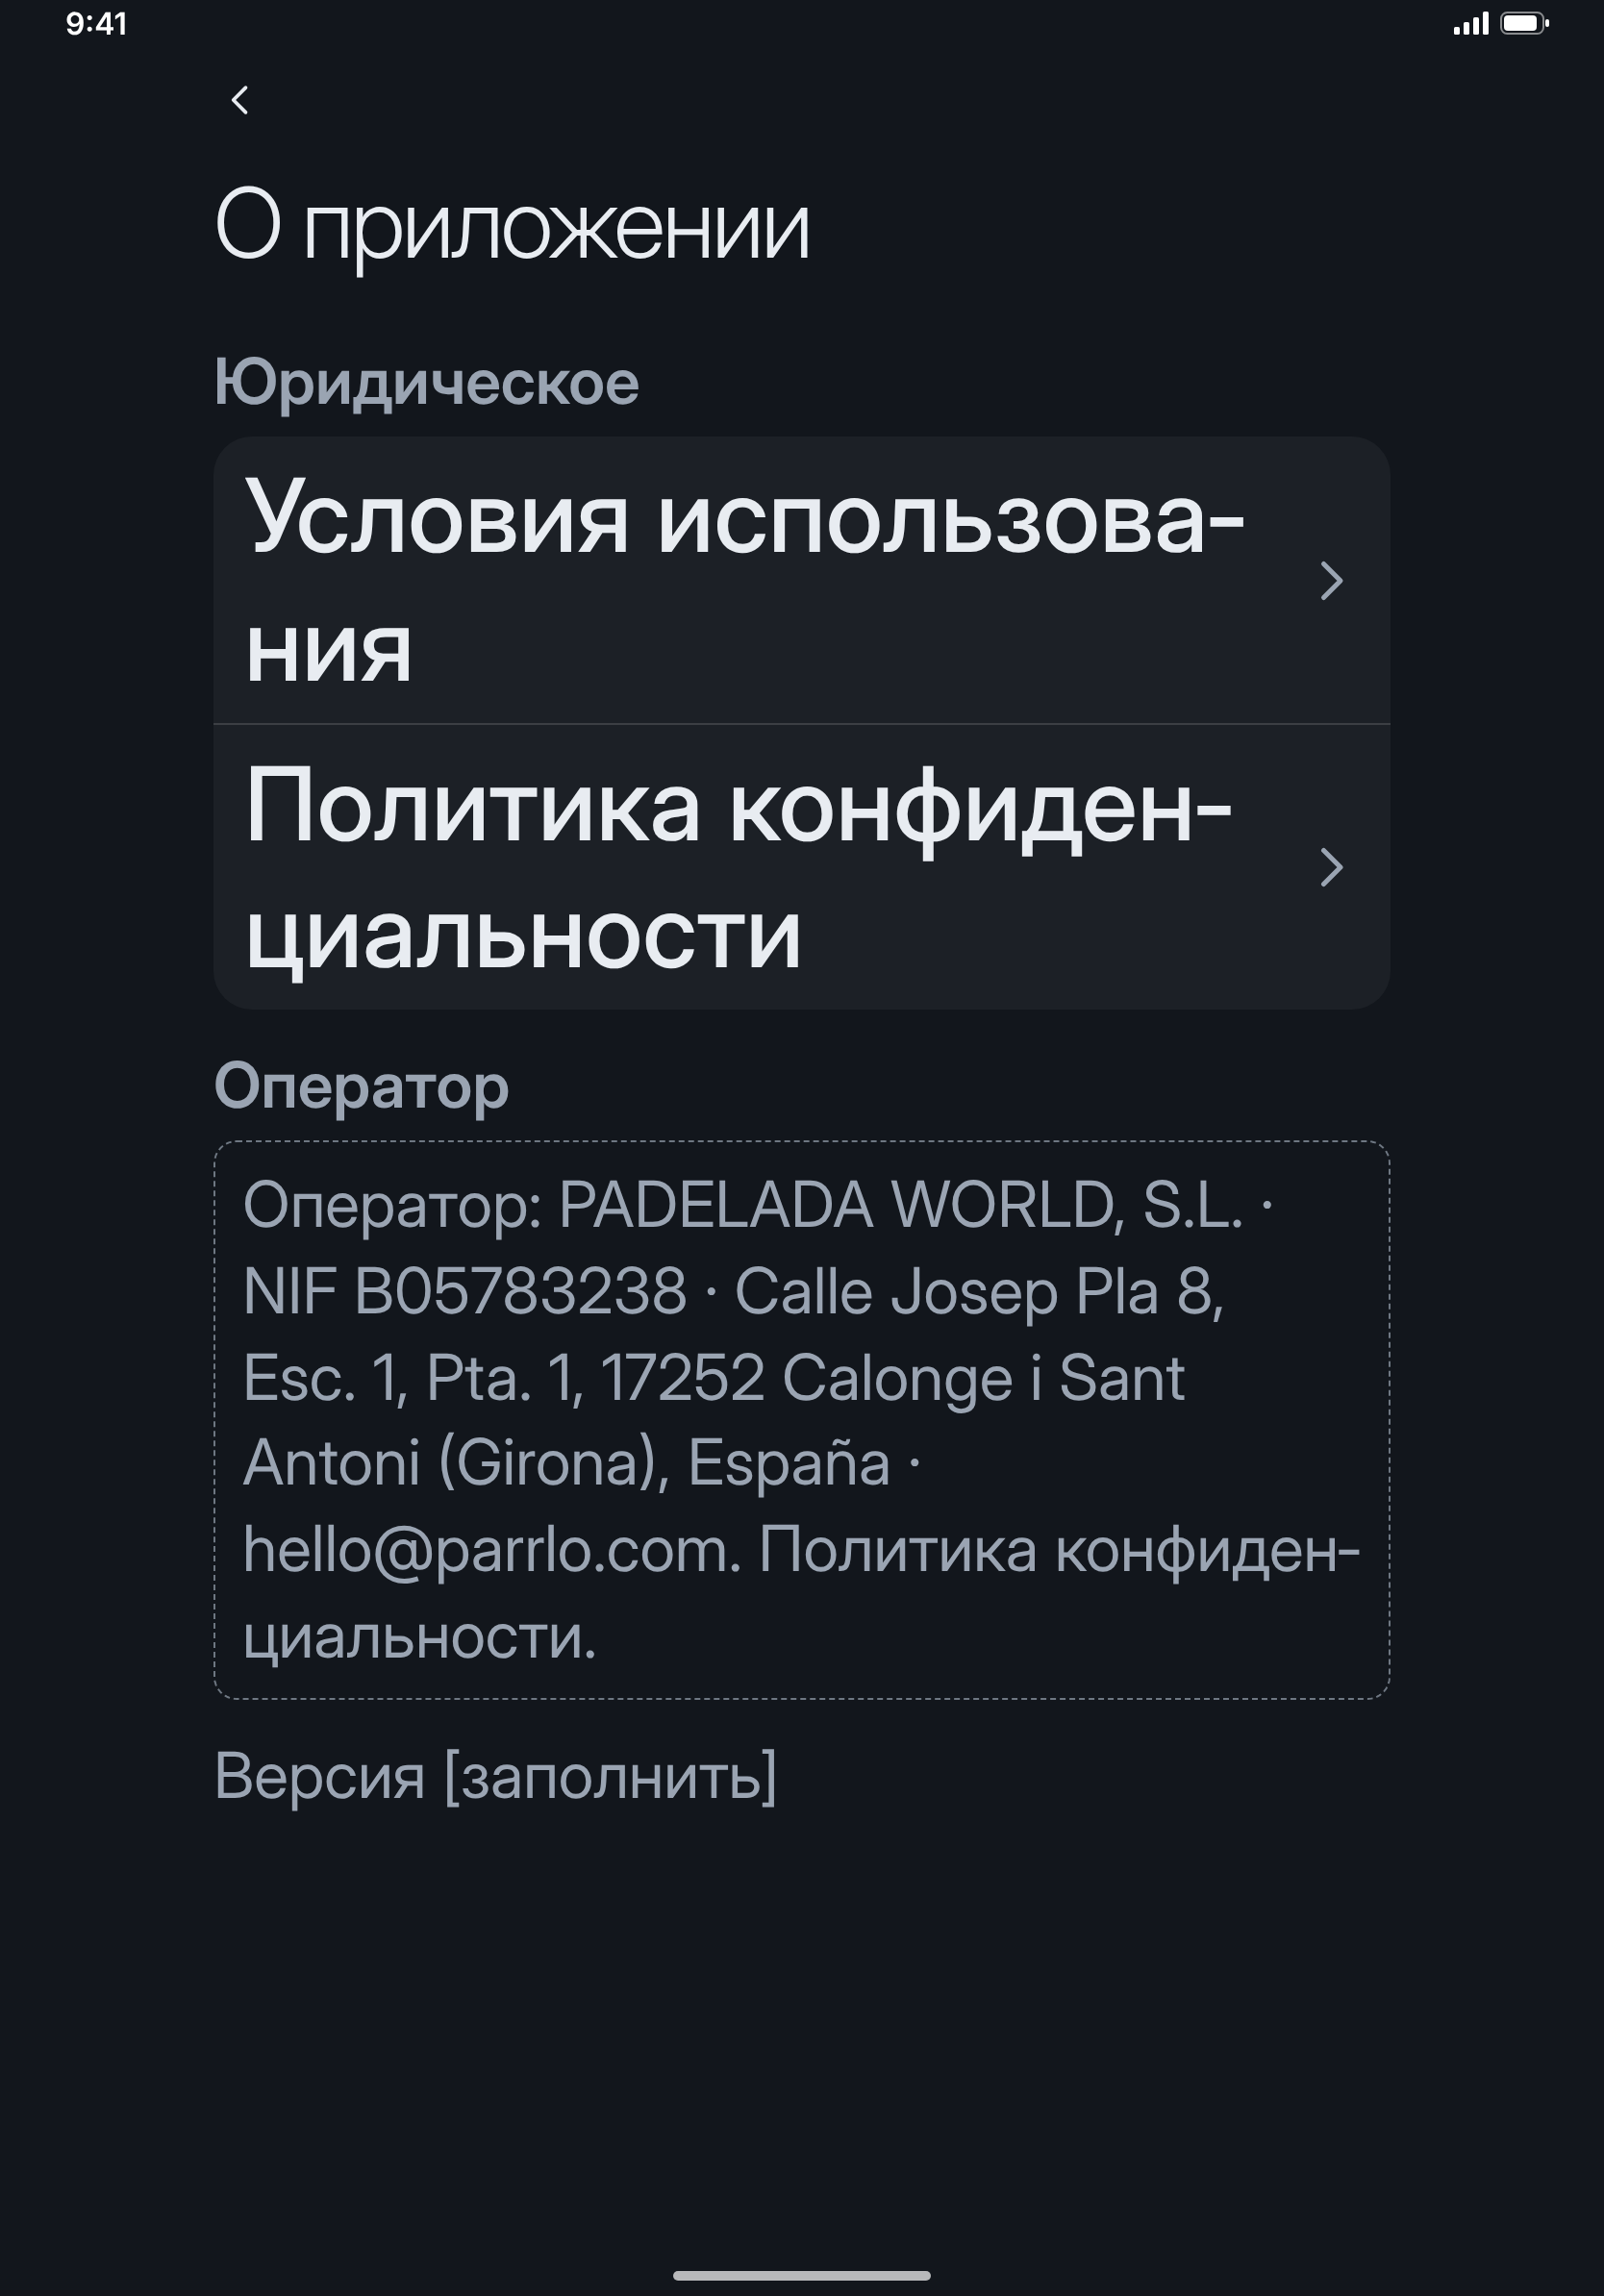 9:41
О приложении
Юридическое
Условия использова-
ния
Политика конфиден-
циальности
Оператор
Оператор: PADELADA WORLD, S.L. ·
NIF B05783238 · Calle Josep Pla 8,
Esc. 1, Pta. 1, 17252 Calonge i Sant
Antoni (Girona), España ·
hello@parrlo.com. Политика конфиден-
циальности.
Версия [заполнить]